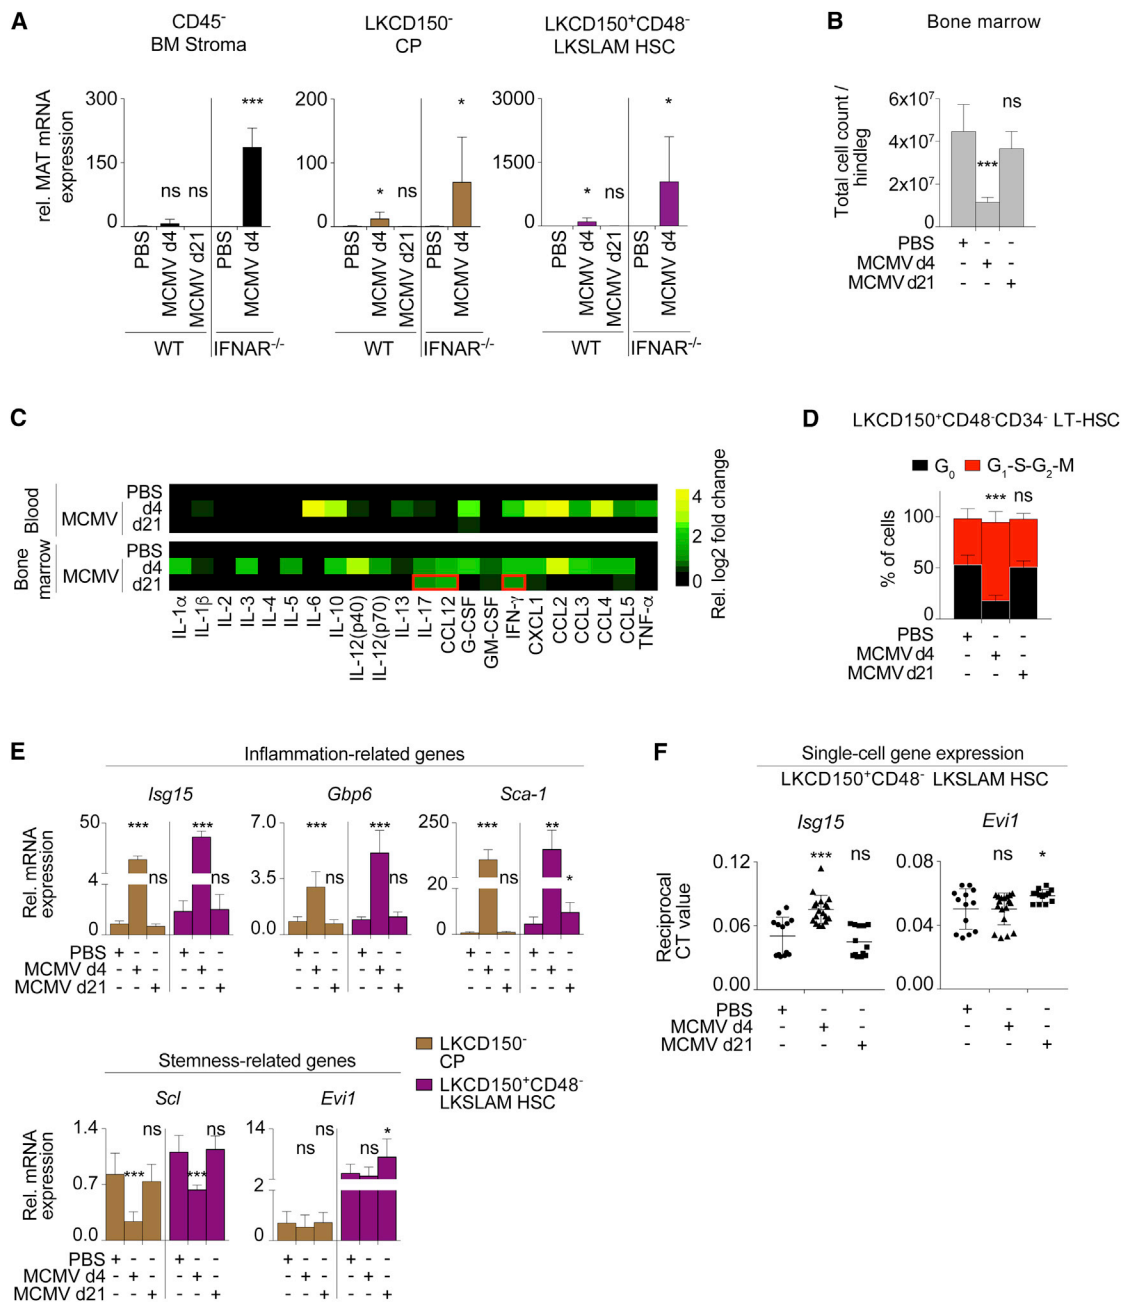 A
CD45-
BM Stroma
LKCD150-
CP
LKCD150+CD48-
LKSLAM HSC
rel. MAT mRNA
expression
300
150
0
ns
ns
***
PBS
MCMV d4
MCMV d21
PBS
MCMV d4
WT
IFNAR-/-
200
100
0
*
ns
*
PBS
MCMV d4
MCMV d21
PBS
MCMV d4
WT
IFNAR-/-
3000
1500
0
*
ns
*
PBS
MCMV d4
MCMV d21
PBS
MCMV d4
WT
IFNAR-/-
B
Bone marrow
Total cell count /
hindleg
6x10⁷
4x10⁷
2x10⁷
0
***
ns
PBS + - -
MCMV d4 - + -
MCMV d21 - - +
C
Blood
MCMV
PBS
d4
d21
Bone
marrow
MCMV
PBS
d4
d21
IL-1α
IL-1β
IL-2
IL-3
IL-4
IL-5
IL-6
IL-10
IL-12(p40)
IL-12(p70)
IL-13
IL-17
CCL12
G-CSF
GM-CSF
IFN-γ
CXCL1
CCL2
CCL3
CCL4
CCL5
TNF-α
4
2
0
Rel. log2 fold change
D
LKCD150+CD48-CD34- LT-HSC
G0 G1-S-G2-M
*** ns
% of cells
100
50
0
PBS + - -
MCMV d4 - + -
MCMV d21 - - +
E
Inflammation-related genes
Isg15
Gbp6
Sca-1
Rel. mRNA
expression
50
4
0
*** ns *** ns
7.0
3.5
0.0
*** ns *** ns
250
20
0
*** ns ** *
PBS + - - + - - + - - + - - + - - + - -
MCMV d4 - + - - + - - + - - + - - + - - + -
MCMV d21 - - + - - + - - + - - + - - + - - +
Stemness-related genes
Scl
Evi1
Rel. mRNA
expression
1.4
0.7
0.0
*** ns *** ns
14
2
0
ns ns ns *
PBS + - - + - - + - - + - -
MCMV d4 - + - - + - - + - - + -
MCMV d21 - - + - - + - - + - - +
LKCD150-
CP
LKCD150+CD48-
LKSLAM HSC
F
Single-cell gene expression
LKCD150+CD48- LKSLAM HSC
Isg15
Evi1
Reciprocal
CT value
0.12
0.06
0.00
*** ns
0.08
0.04
0.00
ns *
PBS + - - + - -
MCMV d4 - + - - + -
MCMV d21 - - + - - +